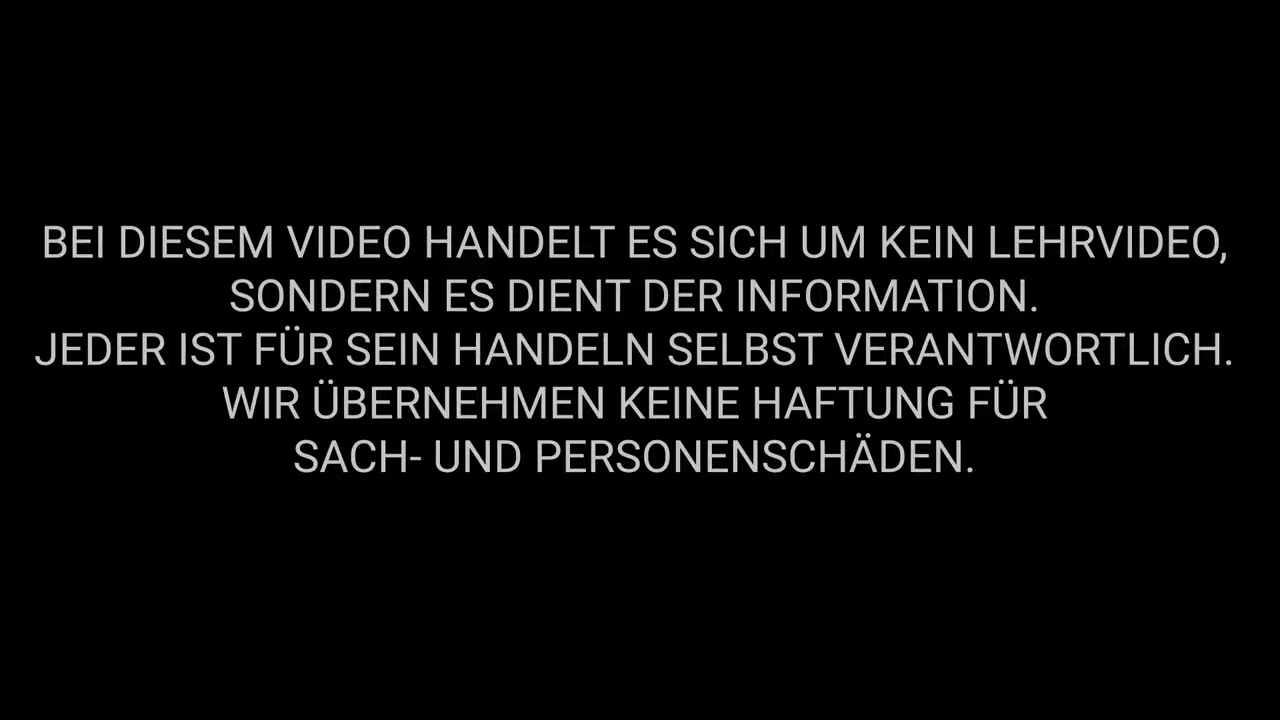 BEI DIESEM VIDEO HANDELT ES SICH UM KEIN LEHRVIDEO,
SONDERN ES DIENT DER INFORMATION.
JEDER IST FÜR SEIN HANDELN SELBST VERANTWORTLICH.
WIR ÜBERNEHMEN KEINE HAFTUNG FÜR
SACH- UND PERSONENSCHÄDEN.